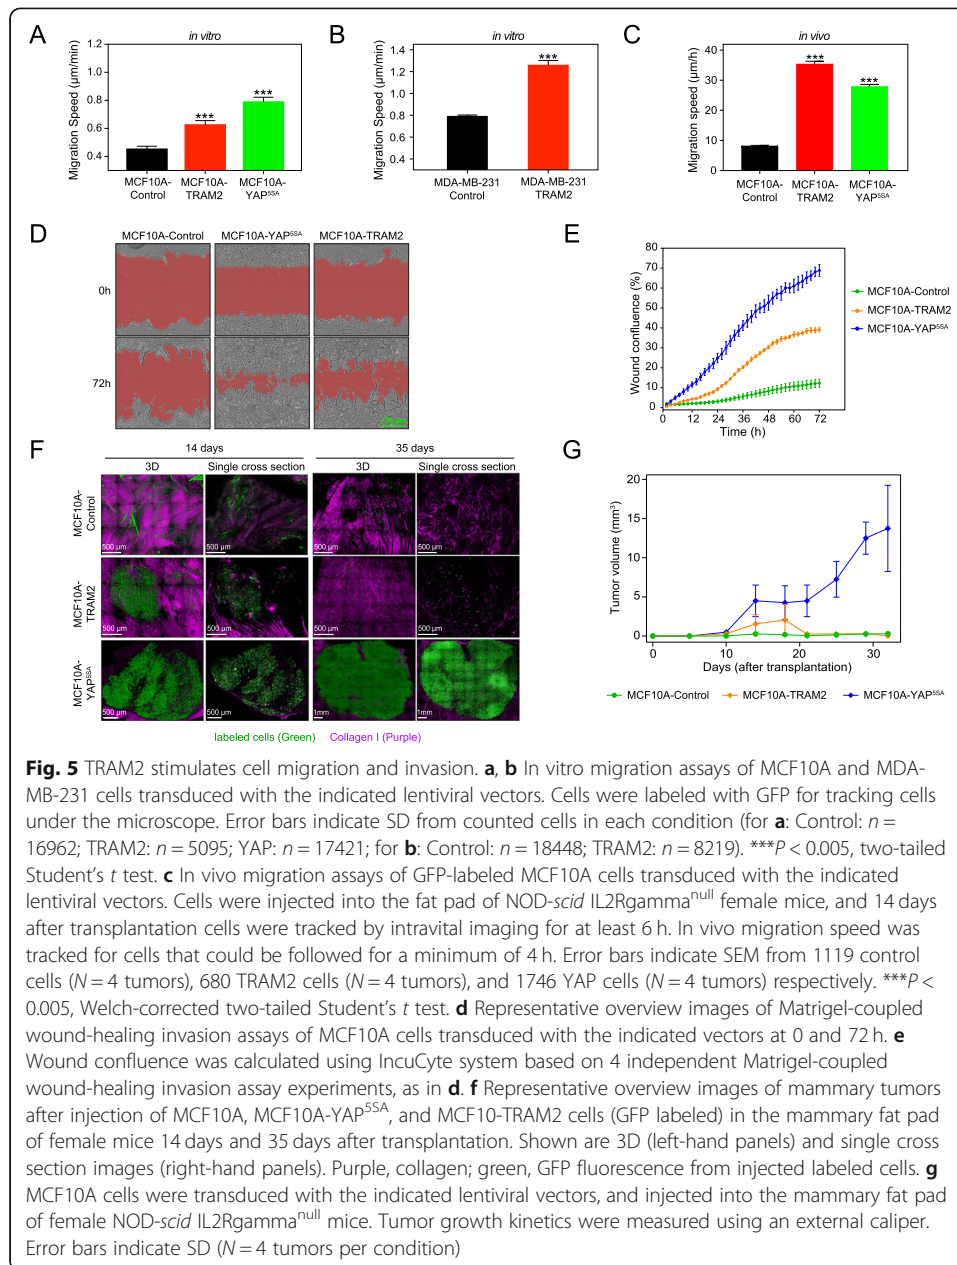 A
in vitro
Migration Speed (μm/min)
1.2
1.0
0.8
0.6
0.4
***
***
MCF10A-
Control
MCF10A-
TRAM2
MCF10A-
YAP5SA
B
in vitro
Migration Speed (μm/min)
1.4
1.2
1.0
0.8
0.6
0.4
***
MDA-MB-231
Control
MDA-MB-231
TRAM2
C
in vivo
Migration speed (μm/h)
40
30
20
10
0
***
***
MCF10A-
Control
MCF10A-
TRAM2
MCF10A-
YAP5SA
D
MCF10A-Control
MCF10A-YAP5SA
MCF10A-TRAM2
0h
72h
E
Wound confluence (%)
80
70
60
50
40
30
20
10
0
0
12
24
36
48
60
72
Time (h)
MCF10A-Control
MCF10A-TRAM2
MCF10A-YAP5SA
F
14 days
35 days
3D
Single cross section
3D
Single cross section
MCF10A-
Control
500 μm
500 μm
500 μm
500 μm
MCF10A-
TRAM2
500 μm
500 μm
500 μm
500 μm
MCF10A-
YAP5SA
500 μm
500 μm
1mm
1mm
labeled cells (Green)
Collagen I (Purple)
G
Tumor volume (mm3)
20
15
10
5
0
0
10
20
30
Days (after transplantation)
MCF10A-Control
MCF10A-TRAM2
MCF10A-YAP5SA
Fig. 5 TRAM2 stimulates cell migration and invasion. a, b In vitro migration assays of MCF10A and MDA-
MB-231 cells transduced with the indicated lentiviral vectors. Cells were labeled with GFP for tracking cells
under the microscope. Error bars indicate SD from counted cells in each condition (for a: Control: n =
16962; TRAM2: n = 5095; YAP: n = 17421; for b: Control: n = 18448; TRAM2: n = 8219). ***P < 0.005, two-tailed
Student's t test. c In vivo migration assays of GFP-labeled MCF10A cells transduced with the indicated
lentiviral vectors. Cells were injected into the fat pad of NOD-scid IL2Rgammanull female mice, and 14 days
after transplantation cells were tracked by intravital imaging for at least 6 h. In vivo migration speed was
tracked for cells that could be followed for a minimum of 4 h. Error bars indicate SEM from 1119 control
cells (N = 4 tumors), 680 TRAM2 cells (N = 4 tumors), and 1746 YAP cells (N = 4 tumors) respectively. ***P <
0.005, Welch-corrected two-tailed Student's t test. d Representative overview images of Matrigel-coupled
wound-healing invasion assays of MCF10A cells transduced with the indicated vectors at 0 and 72 h. e
Wound confluence was calculated using IncuCyte system based on 4 independent Matrigel-coupled
wound-healing invasion assay experiments, as in d. f Representative overview images of mammary tumors
after injection of MCF10A, MCF10A-YAP5SA, and MCF10-TRAM2 cells (GFP labeled) in the mammary fat pad
of female mice 14 days and 35 days after transplantation. Shown are 3D (left-hand panels) and single cross
section images (right-hand panels). Purple, collagen; green, GFP fluorescence from injected labeled cells. g
MCF10A cells were transduced with the indicated lentiviral vectors, and injected into the mammary fat pad
of female NOD-scid IL2Rgammanull mice. Tumor growth kinetics were measured using an external caliper.
Error bars indicate SD (N = 4 tumors per condition)